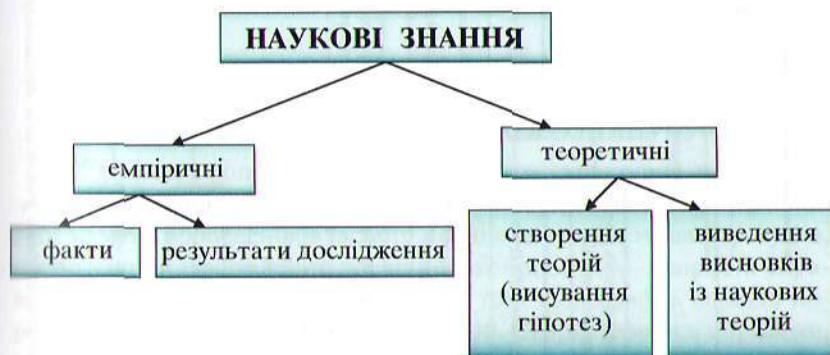 НАУКОВІ ЗНАННЯ
емпіричні
теоретичні
факти
результати дослідження
створення
теорій
(висування
гіпотез)
виведення
висновків
із наукових
теорій